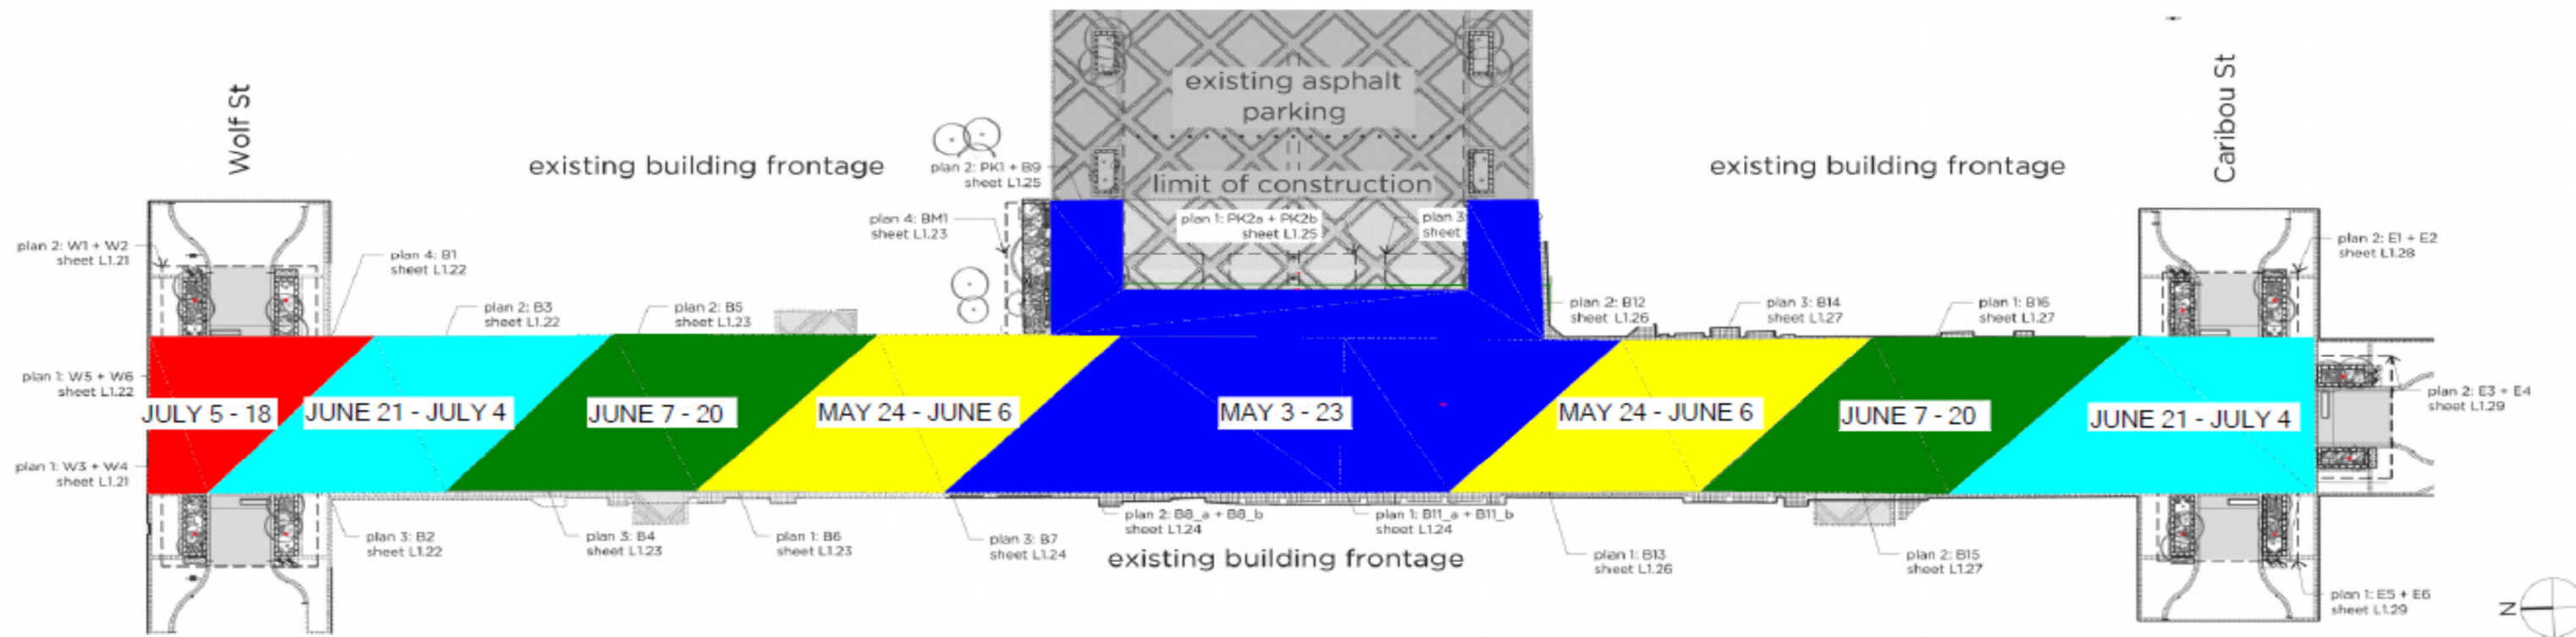 existing asphalt
parking
Wolf St
Caribou St
existing building frontage
plan 2: PK1 + B9
sheet L1.25
existing building frontage
limit of construction
plan 4: BM1
sheet L1.23
plan 1: PK2a + PK2b
sheet L1.25
plan 3:
sheet
plan 2: W1 + W2
sheet L1.21
plan 4: B1
sheet L1.22
plan 2: E1 + E2
sheet L1.28
plan 2: B3
sheet L1.22
plan 2: B5
sheet L1.23
plan 2: B12
sheet L1.26
plan 3: B14
sheet L1.27
plan 1: B16
sheet L1.27
plan 1: W5 + W6
sheet L1.22
plan 2: E3 + E4
sheet L1.29
JULY 5 - 18
JUNE 21 - JULY 4
JUNE 7 - 20
MAY 24 - JUNE 6
MAY 3 - 23
MAY 24 - JUNE 6
JUNE 7 - 20
JUNE 21 - JULY 4
plan 1: W3 + W4
sheet L1.21
plan 3: B2
sheet L1.22
plan 3: B4
sheet L1.23
plan 1: B6
sheet L1.23
plan 3: B7
sheet L1.24
plan 2: B8_a + B8_b
sheet L1.24
plan 1: B11_a + B11_b
sheet L1.24
existing building frontage
plan 1: B13
sheet L1.26
plan 2: B15
sheet L1.27
plan 1: E5 + E6
sheet L1.29
N